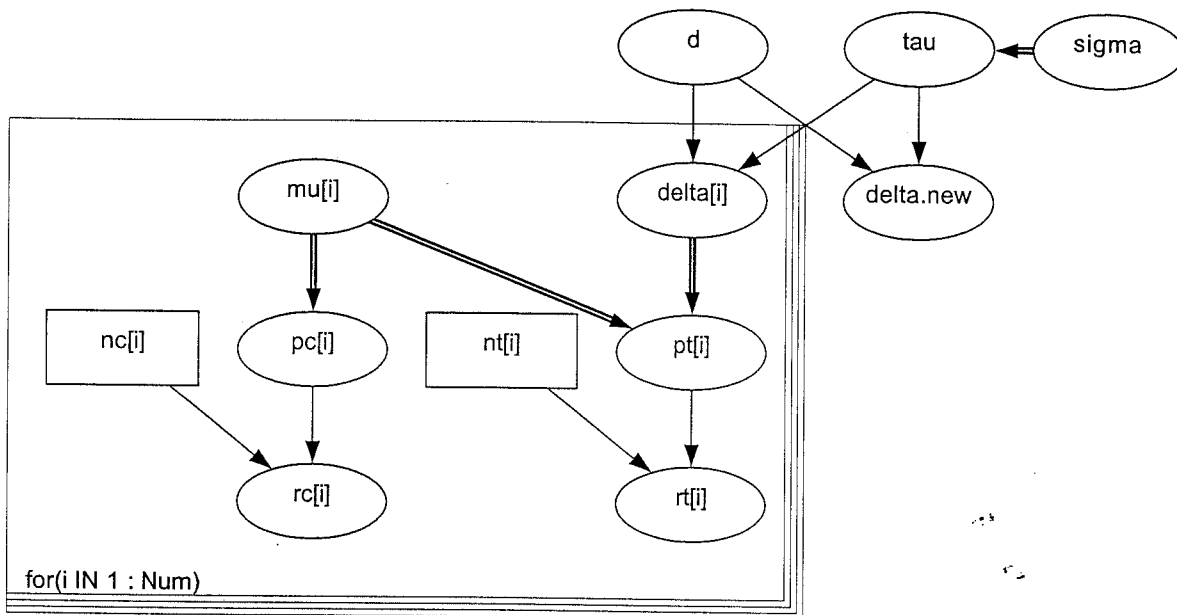 d
tau
sigma
mu[i]
delta[i]
delta.new
nc[i]
pc[i]
nt[i]
pt[i]
rc[i]
rt[i]
for(i IN 1 : Num)